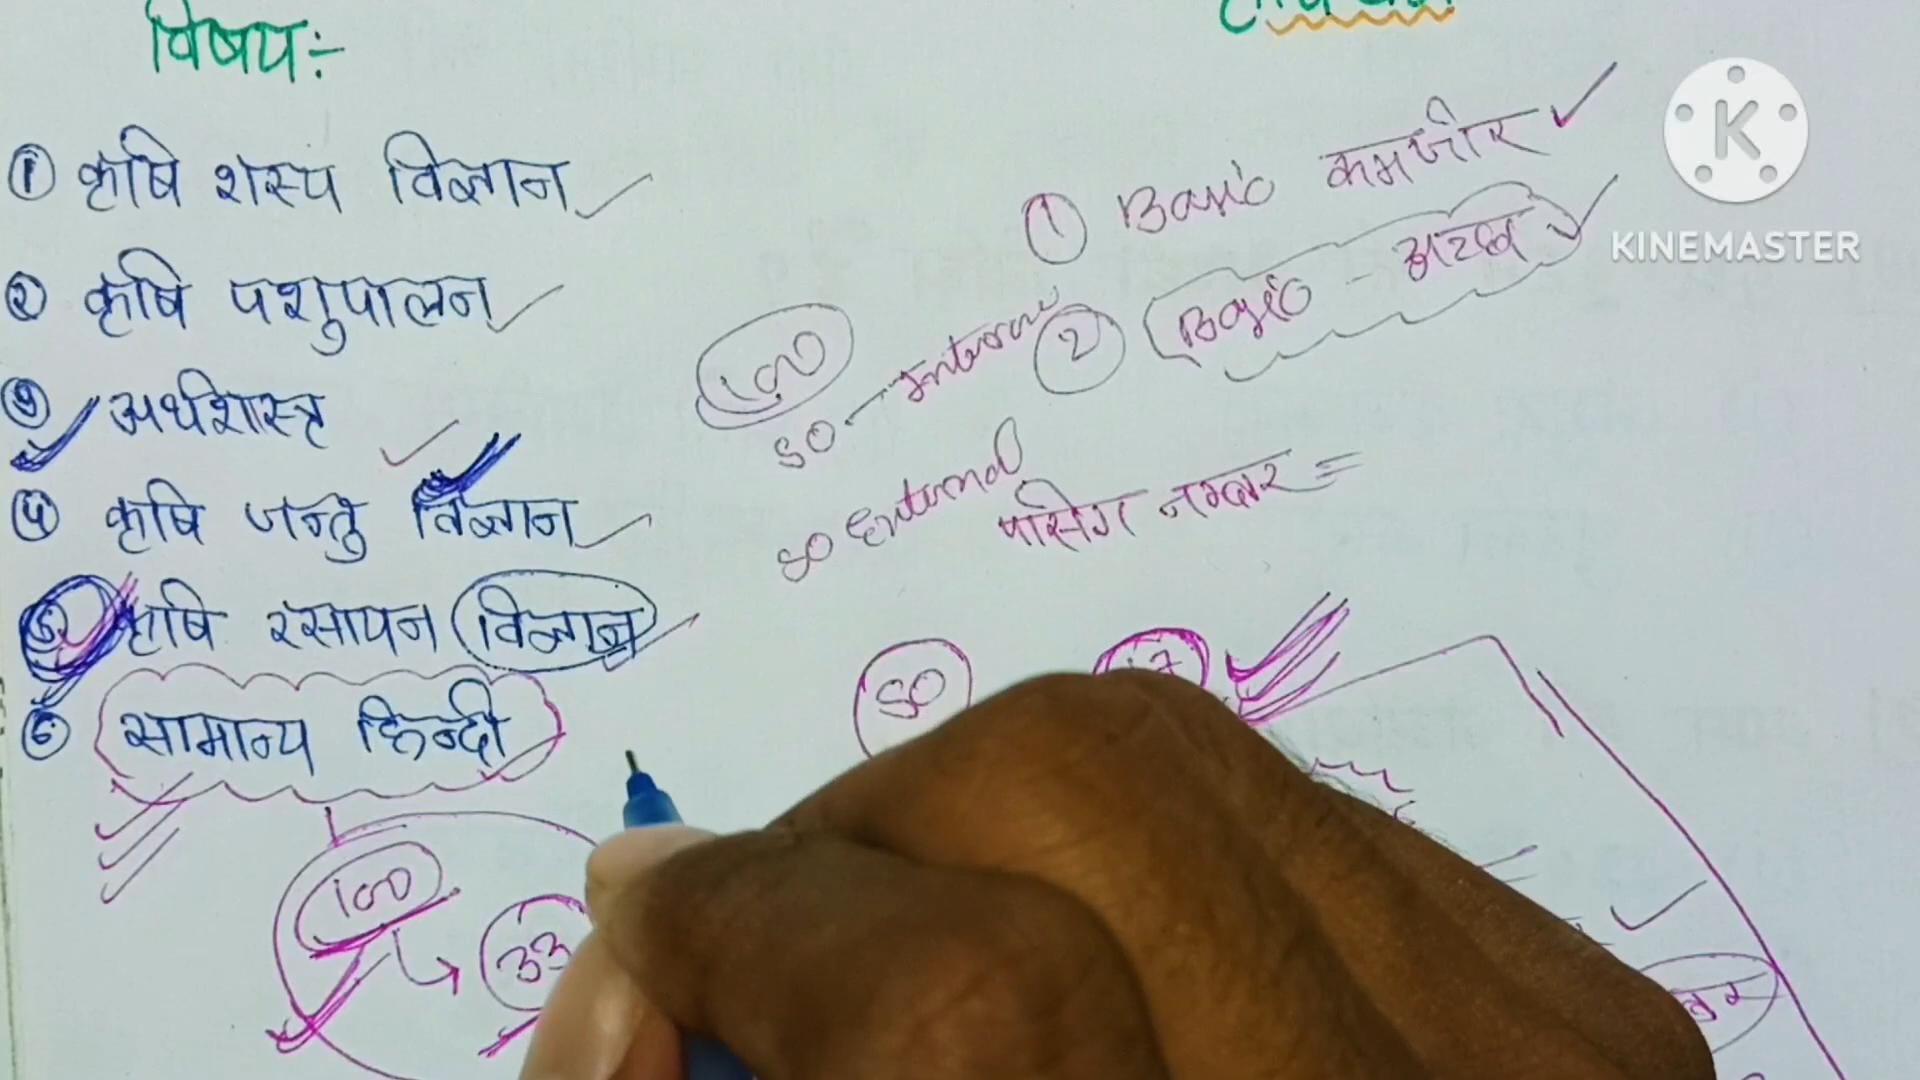 विषय:-
① कृषि शस्य विज्ञान
② कृषि पशुपालन
③ अर्थशास्त्र
④ कृषि जन्तु विज्ञान
कृषि रसायन विज्ञान
⑥ सामान्य हिन्दी
100
33
① Basic कमजोर
② Basic - अच्छा
100
50 - Internal
50 External
पासिंग नम्बर =
50
17
K
KINEMASTER